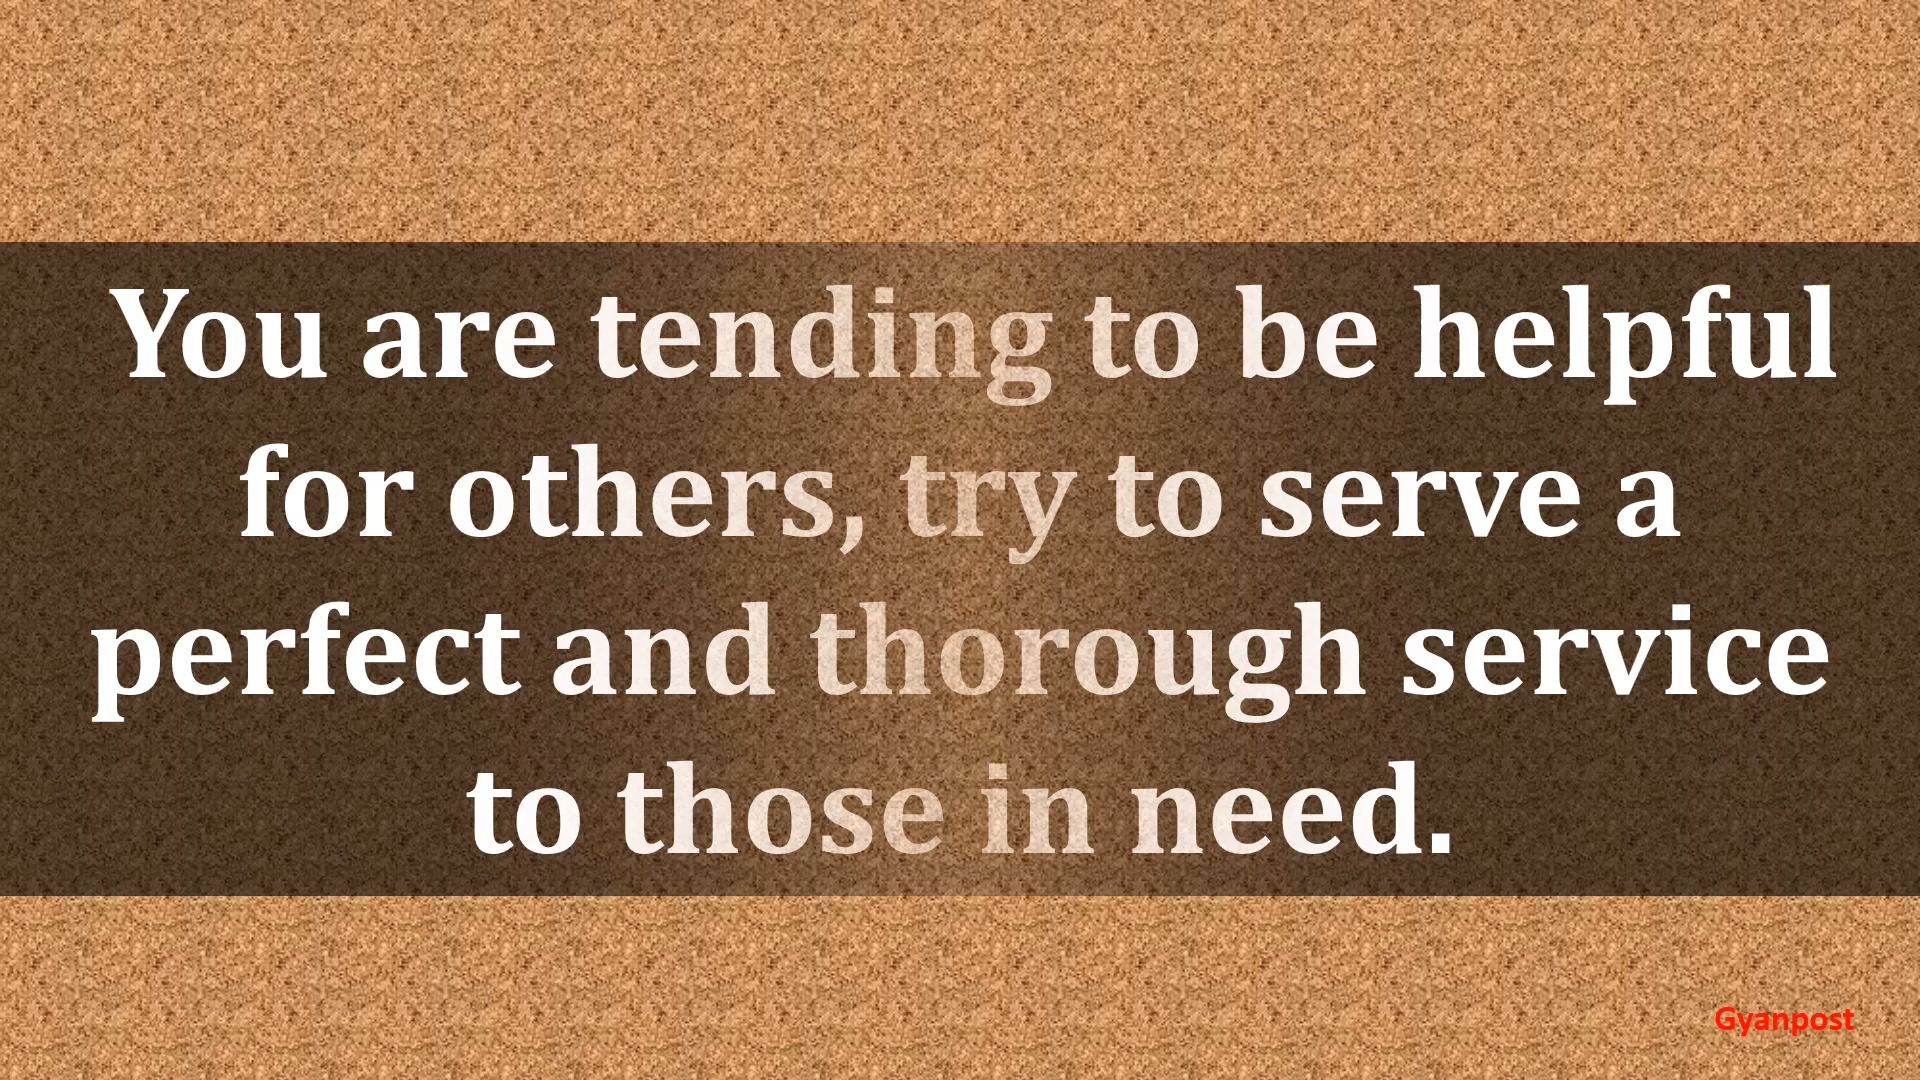 You are tending to be helpful
for others, try to serve a
perfect and thorough service
to those in need.
Gyanpost